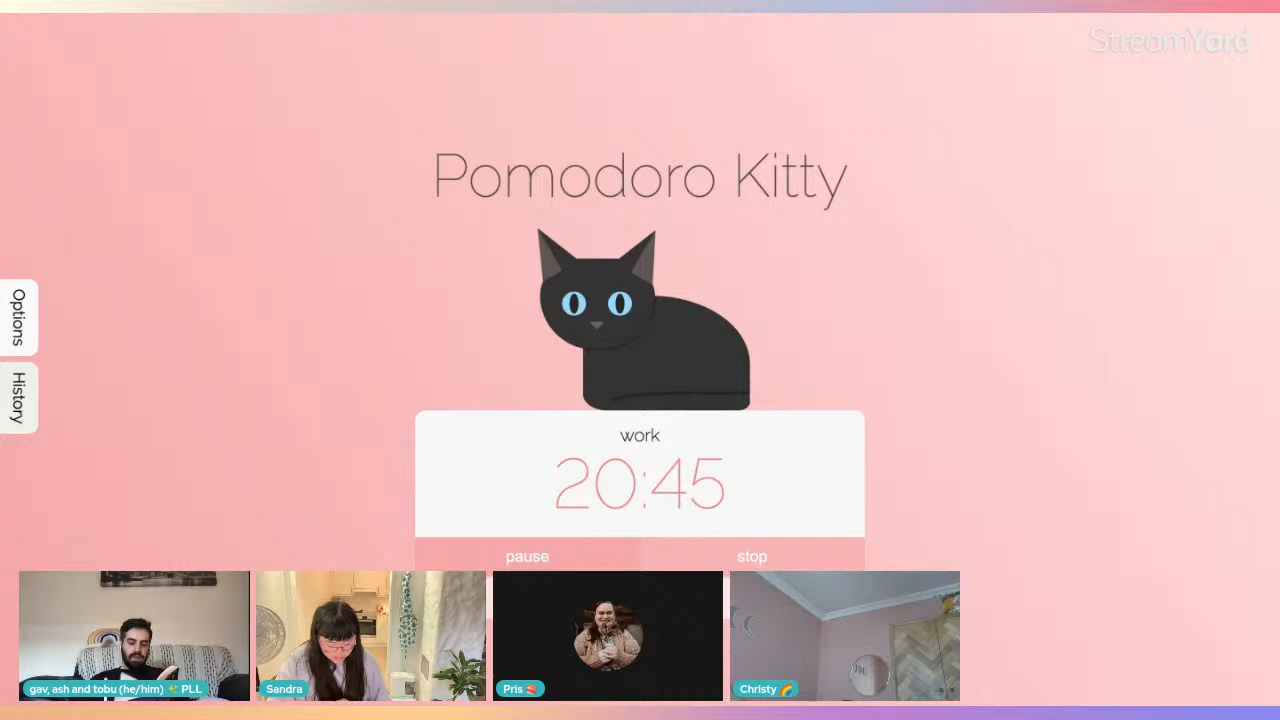 StreamYard
Pomodoro Kitty
Options
History
work
20:45
pause
stop
gav, ash and tobu (he/him) ✨ PLL
Sandra
Pris
Christy 🌈